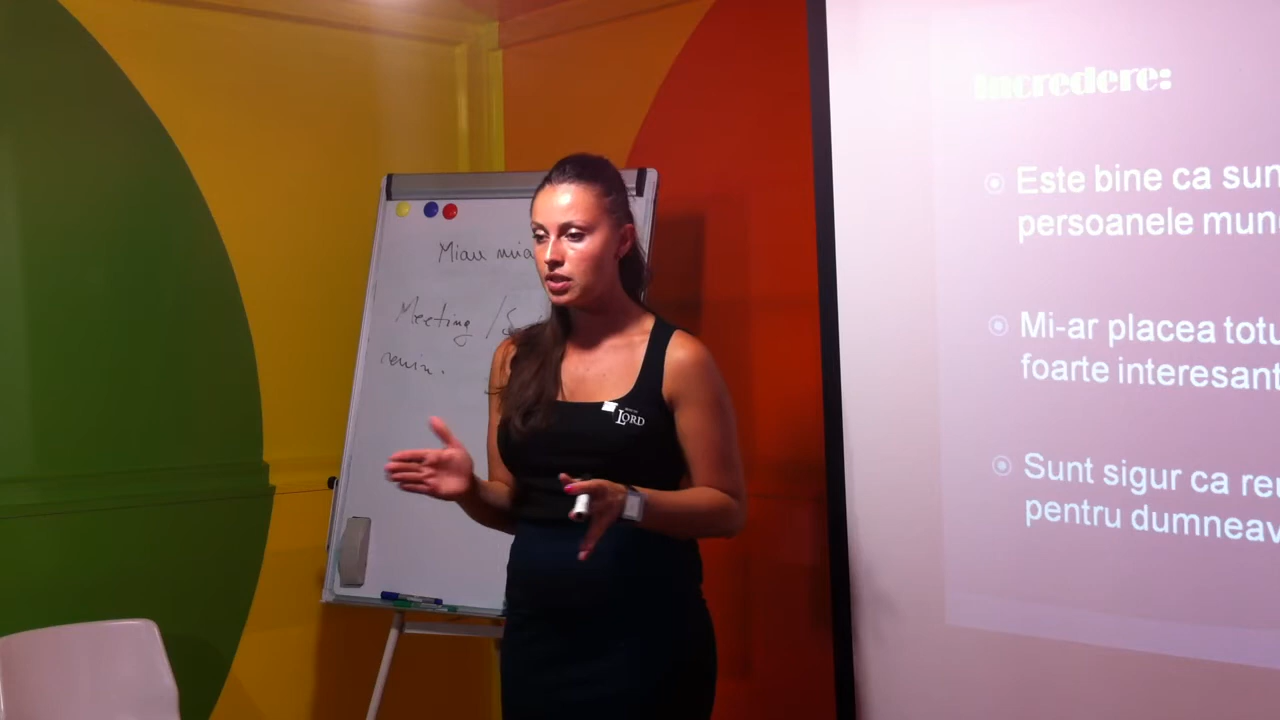 Miau mia
Meeting /S
LORD
Incredere:
Este bine ca sun
persoanele mun
Mi-ar placea totu
foarte interesant
Sunt sigur ca re
pentru dumneav